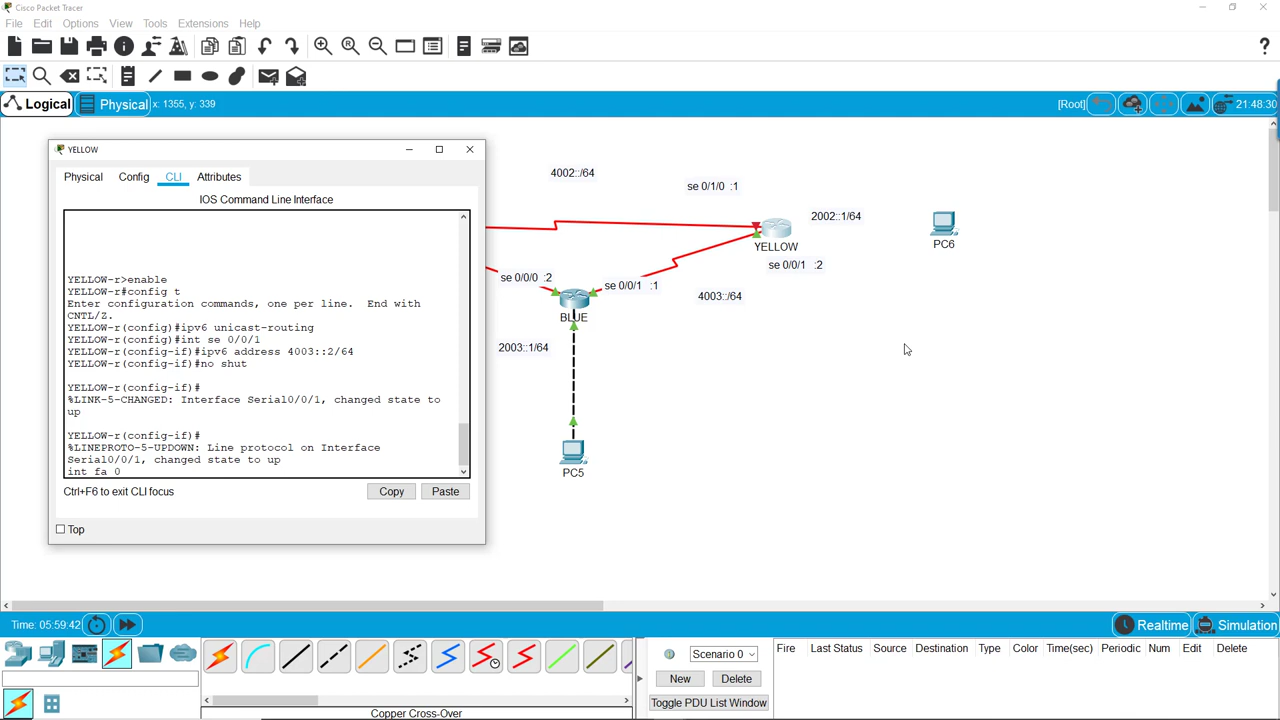 Cisco Packet Tracer
File Edit Options View Tools Extensions Help
Logical Physical x: 1355, y: 339 [Root] 21:48:30
YELLOW
Physical Config CLI Attributes
IOS Command Line Interface
YELLOW-r>enable
YELLOW-r#config t
Enter configuration commands, one per line.  End with
CNTL/Z.
YELLOW-r(config)#ipv6 unicast-routing
YELLOW-r(config)#int se 0/0/1
YELLOW-r(config-if)#ipv6 address 4003::2/64
YELLOW-r(config-if)#no shut
YELLOW-r(config-if)#
%LINK-5-CHANGED: Interface Serial0/0/1, changed state to
up
YELLOW-r(config-if)#
%LINEPROTO-5-UPDOWN: Line protocol on Interface
Serial0/0/1, changed state to up
int fa 0
Ctrl+F6 to exit CLI focus
Copy Paste
Top
4002::/64
se 0/1/0 :1
2002::1/64
YELLOW
PC6
se 0/0/1 :2
se 0/0/0 :2
se 0/0/1 :1
4003::/64
BLUE
2003::1/64
PC5
Time: 05:59:42
Realtime Simulation
Scenario 0
New Delete
Toggle PDU List Window
Fire Last Status Source Destination Type Color Time(sec) Periodic Num Edit Delete
Copper Cross-Over